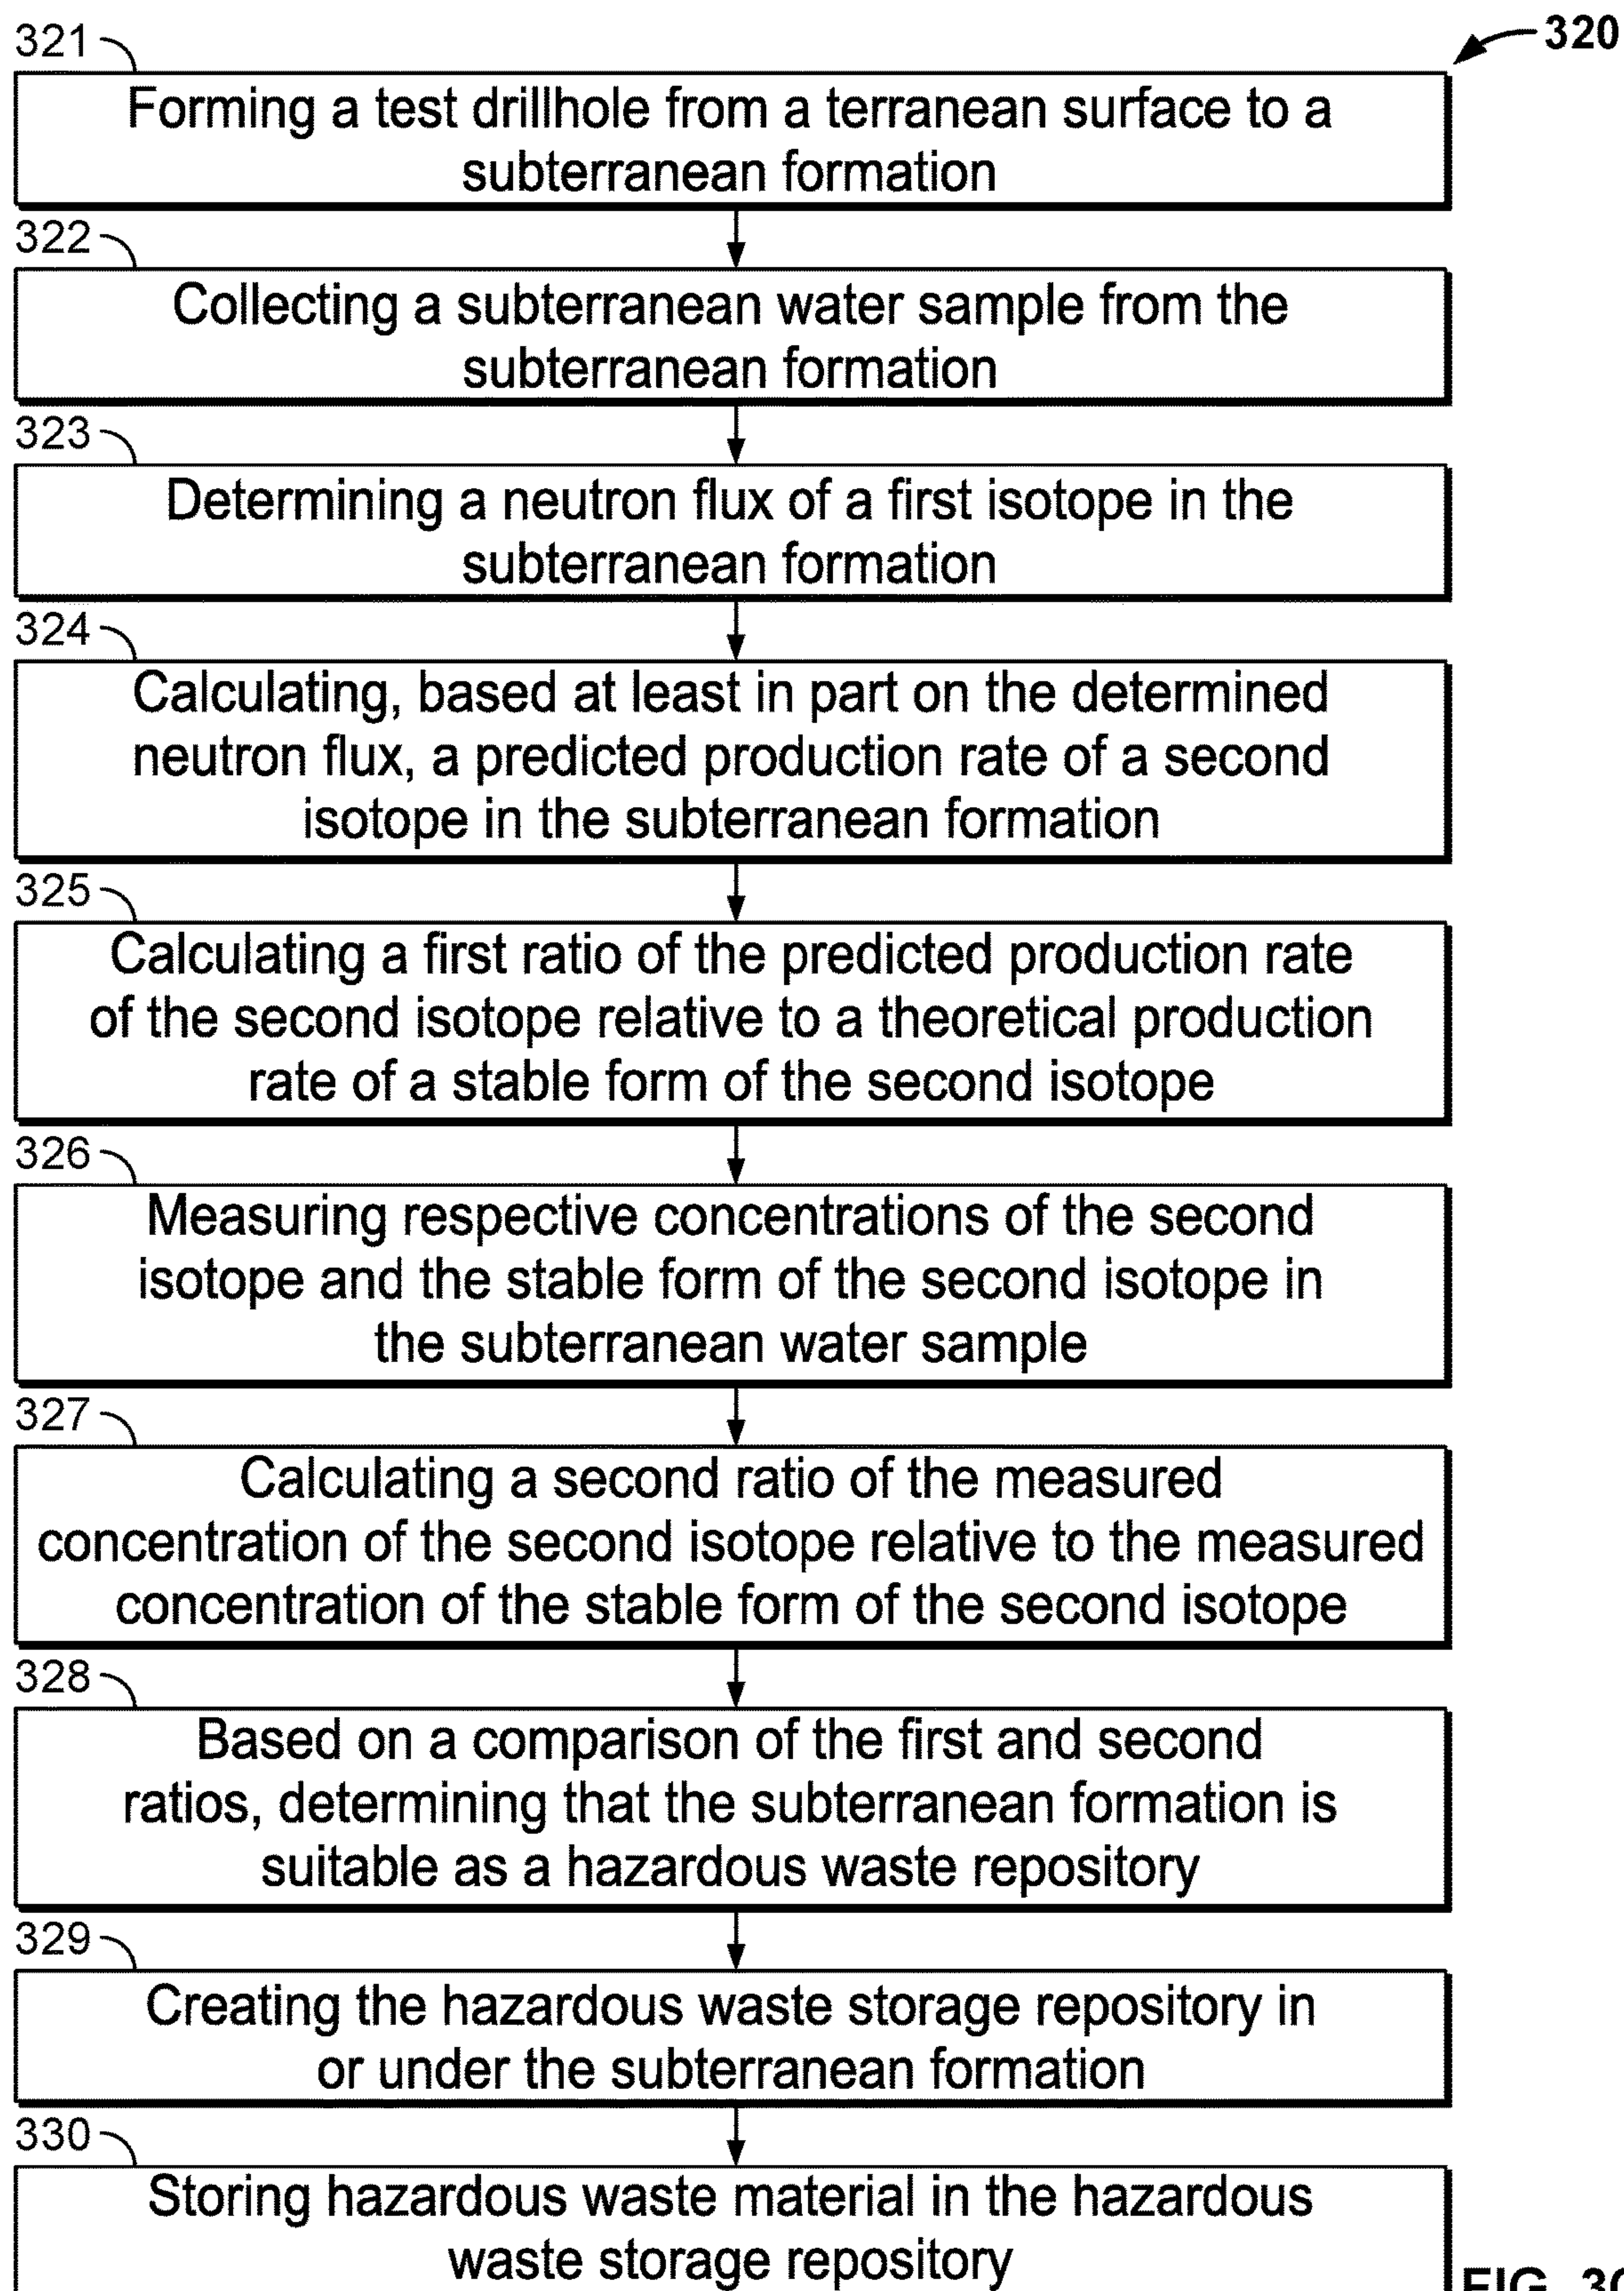 320
321
Forming a test drillhole from a terranean surface to a
subterranean formation
322
Collecting a subterranean water sample from the
subterranean formation
323
Determining a neutron flux of a first isotope in the
subterranean formation
324
Calculating, based at least in part on the determined
neutron flux, a predicted production rate of a second
isotope in the subterranean formation
325
Calculating a first ratio of the predicted production rate
of the second isotope relative to a theoretical production
rate of a stable form of the second isotope
326
Measuring respective concentrations of the second
isotope and the stable form of the second isotope in
the subterranean water sample
327
Calculating a second ratio of the measured
concentration of the second isotope relative to the measured
concentration of the stable form of the second isotope
328
Based on a comparison of the first and second
ratios, determining that the subterranean formation is
suitable as a hazardous waste repository
329
Creating the hazardous waste storage repository in
or under the subterranean formation
330
Storing hazardous waste material in the hazardous
waste storage repository
FIG.